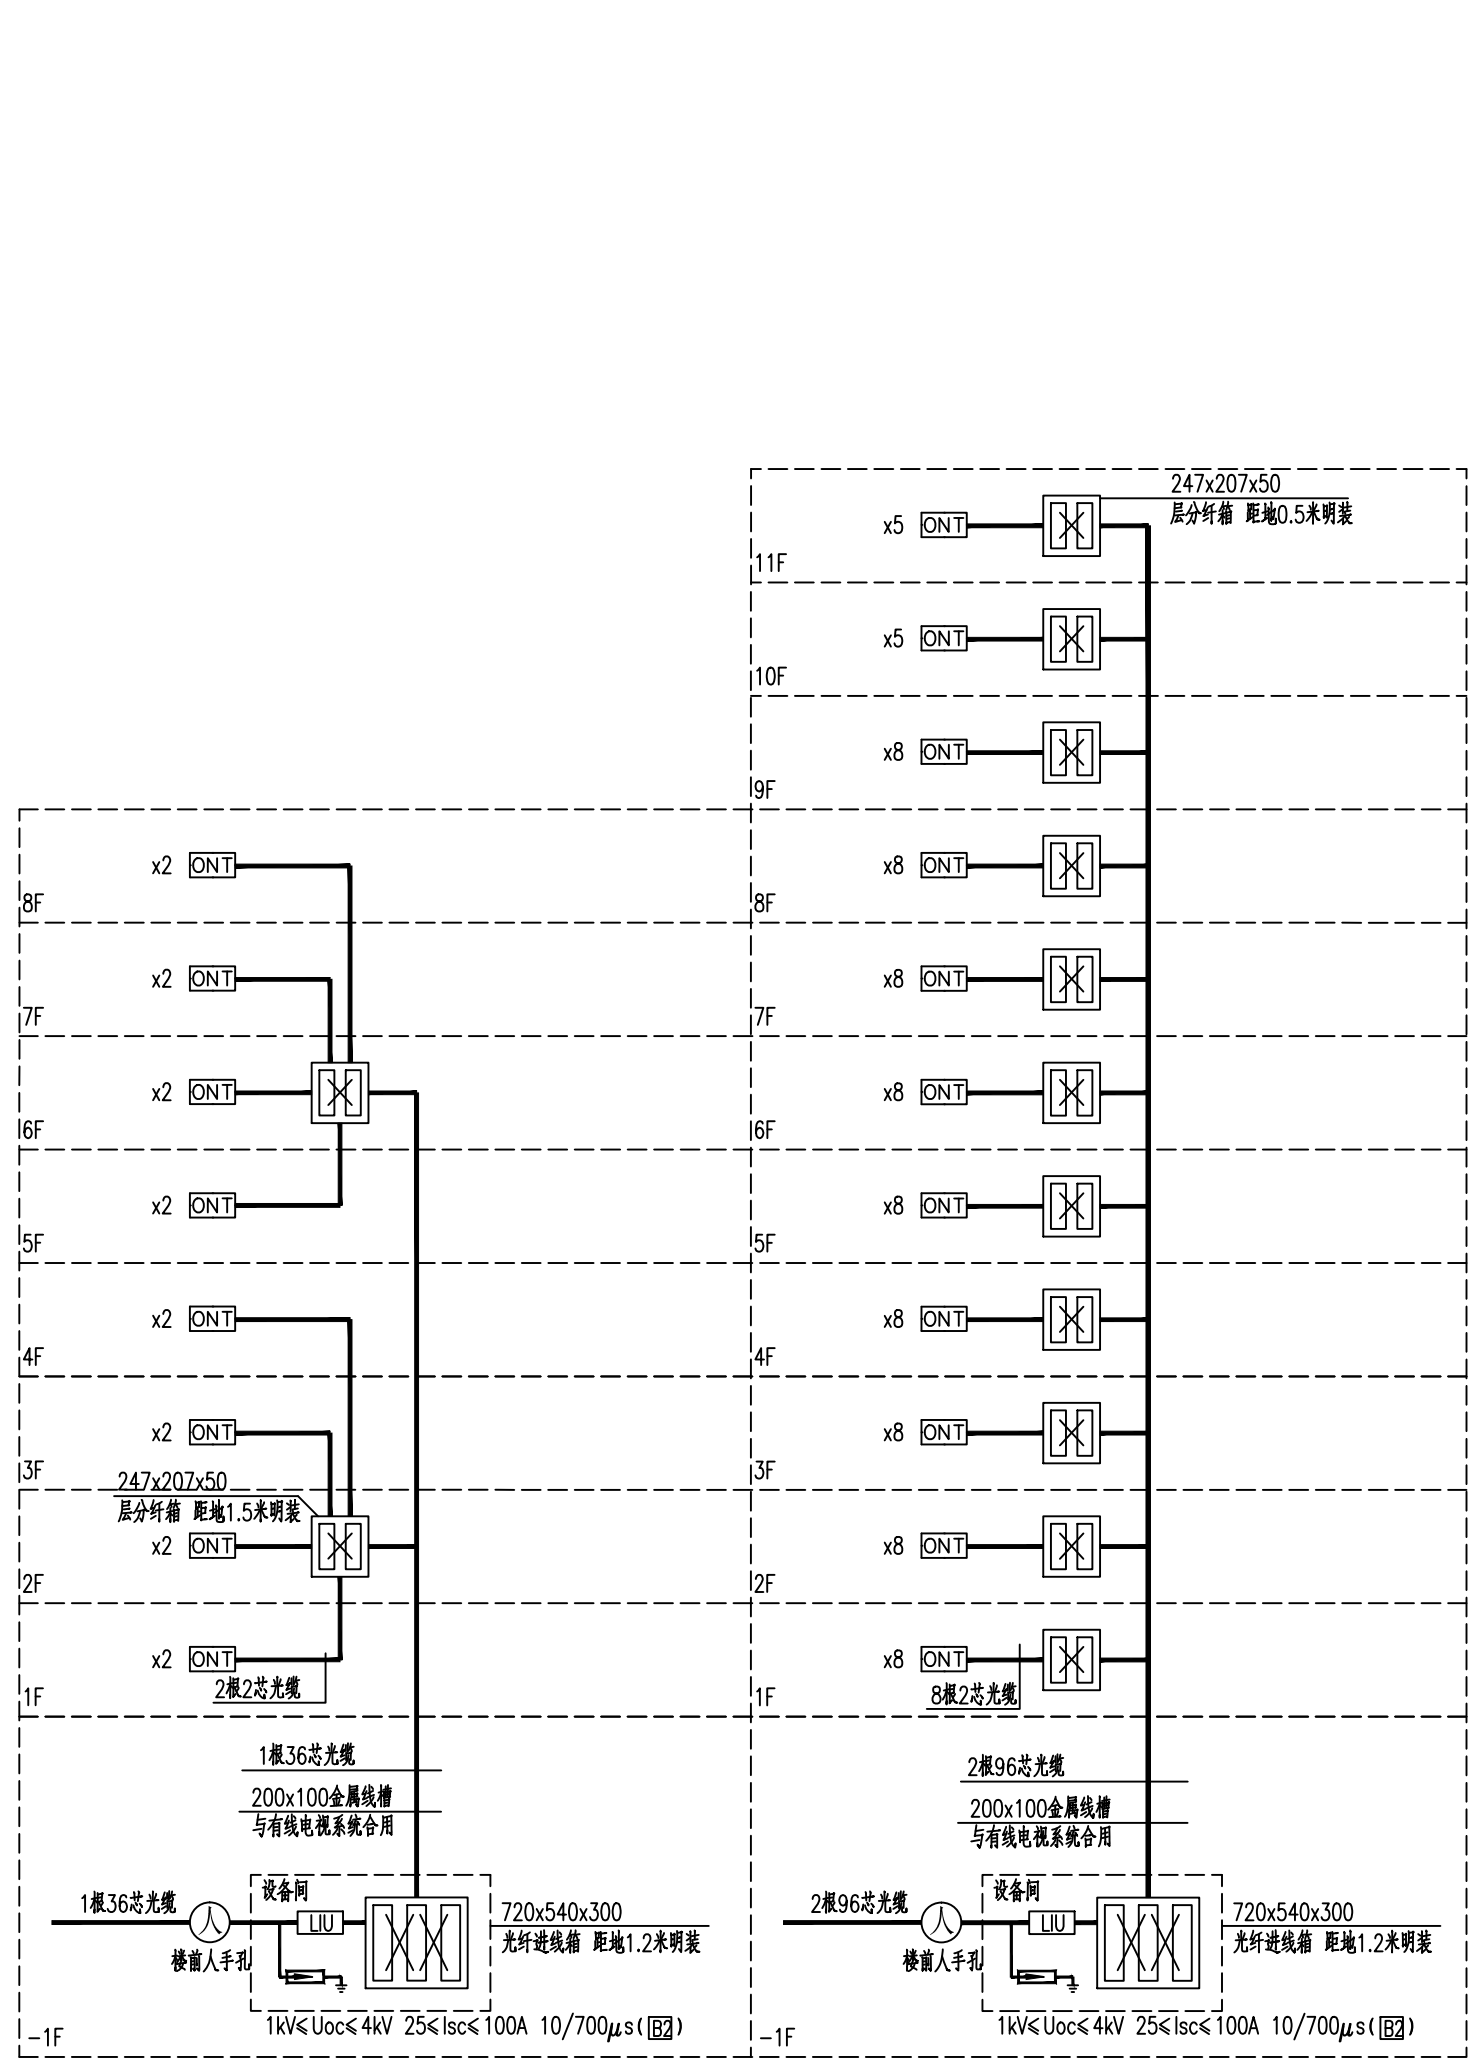 247x207x50
层分纤箱 距地0.5米明装
x5 ONT
11F
x5 ONT
10F
x8 ONT
9F
x2 ONT
8F
x8 ONT
8F
x2 ONT
7F
x8 ONT
7F
x2 ONT
6F
x8 ONT
6F
x2 ONT
5F
x8 ONT
5F
x2 ONT
4F
x8 ONT
4F
x2 ONT
3F
x8 ONT
3F
247x207x50
层分纤箱 距地1.5米明装
x2 ONT
2F
x8 ONT
2F
x2 ONT
2根2芯光缆
1F
x8 ONT
8根2芯光缆
1F
1根36芯光缆
200x100金属线槽
与有线电视系统合用
2根96芯光缆
200x100金属线槽
与有线电视系统合用
设备间
1根36芯光缆
人
LIU
楼前人手孔
720x540x300
光纤进线箱 距地1.2米明装
1kV≤Uoc≤4kV 25≤Isc≤100A 10/700μs(B2)
-1F
设备间
2根96芯光缆
人
LIU
楼前人手孔
720x540x300
光纤进线箱 距地1.2米明装
1kV≤Uoc≤4kV 25≤Isc≤100A 10/700μs(B2)
-1F